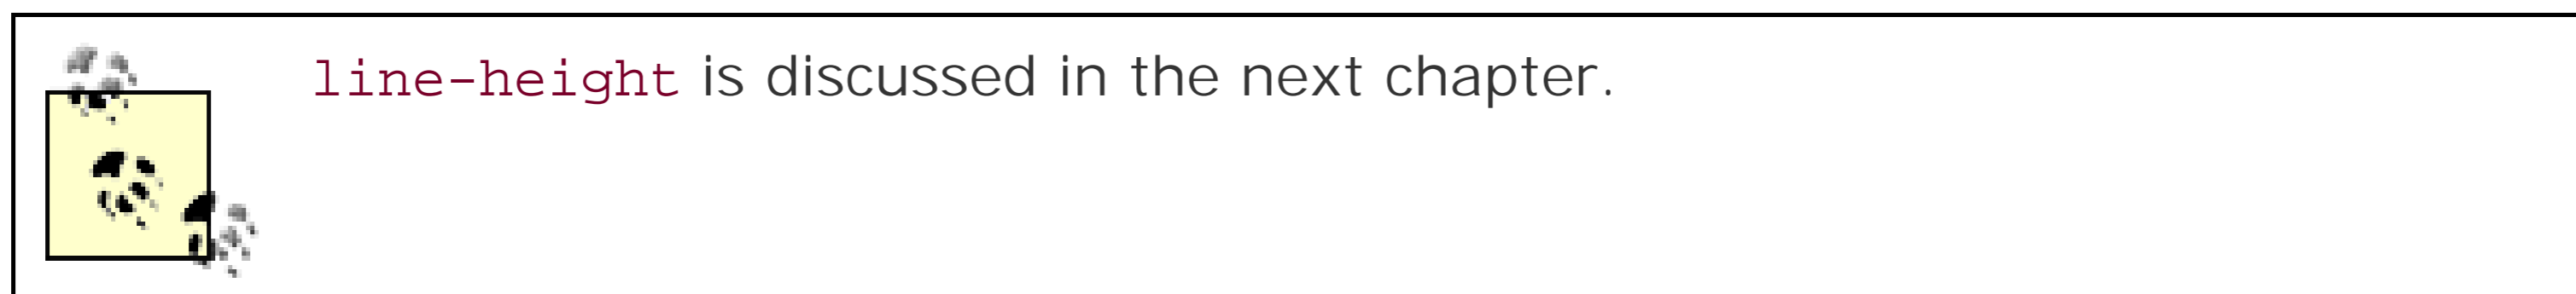 line-height is discussed in the next chapter.